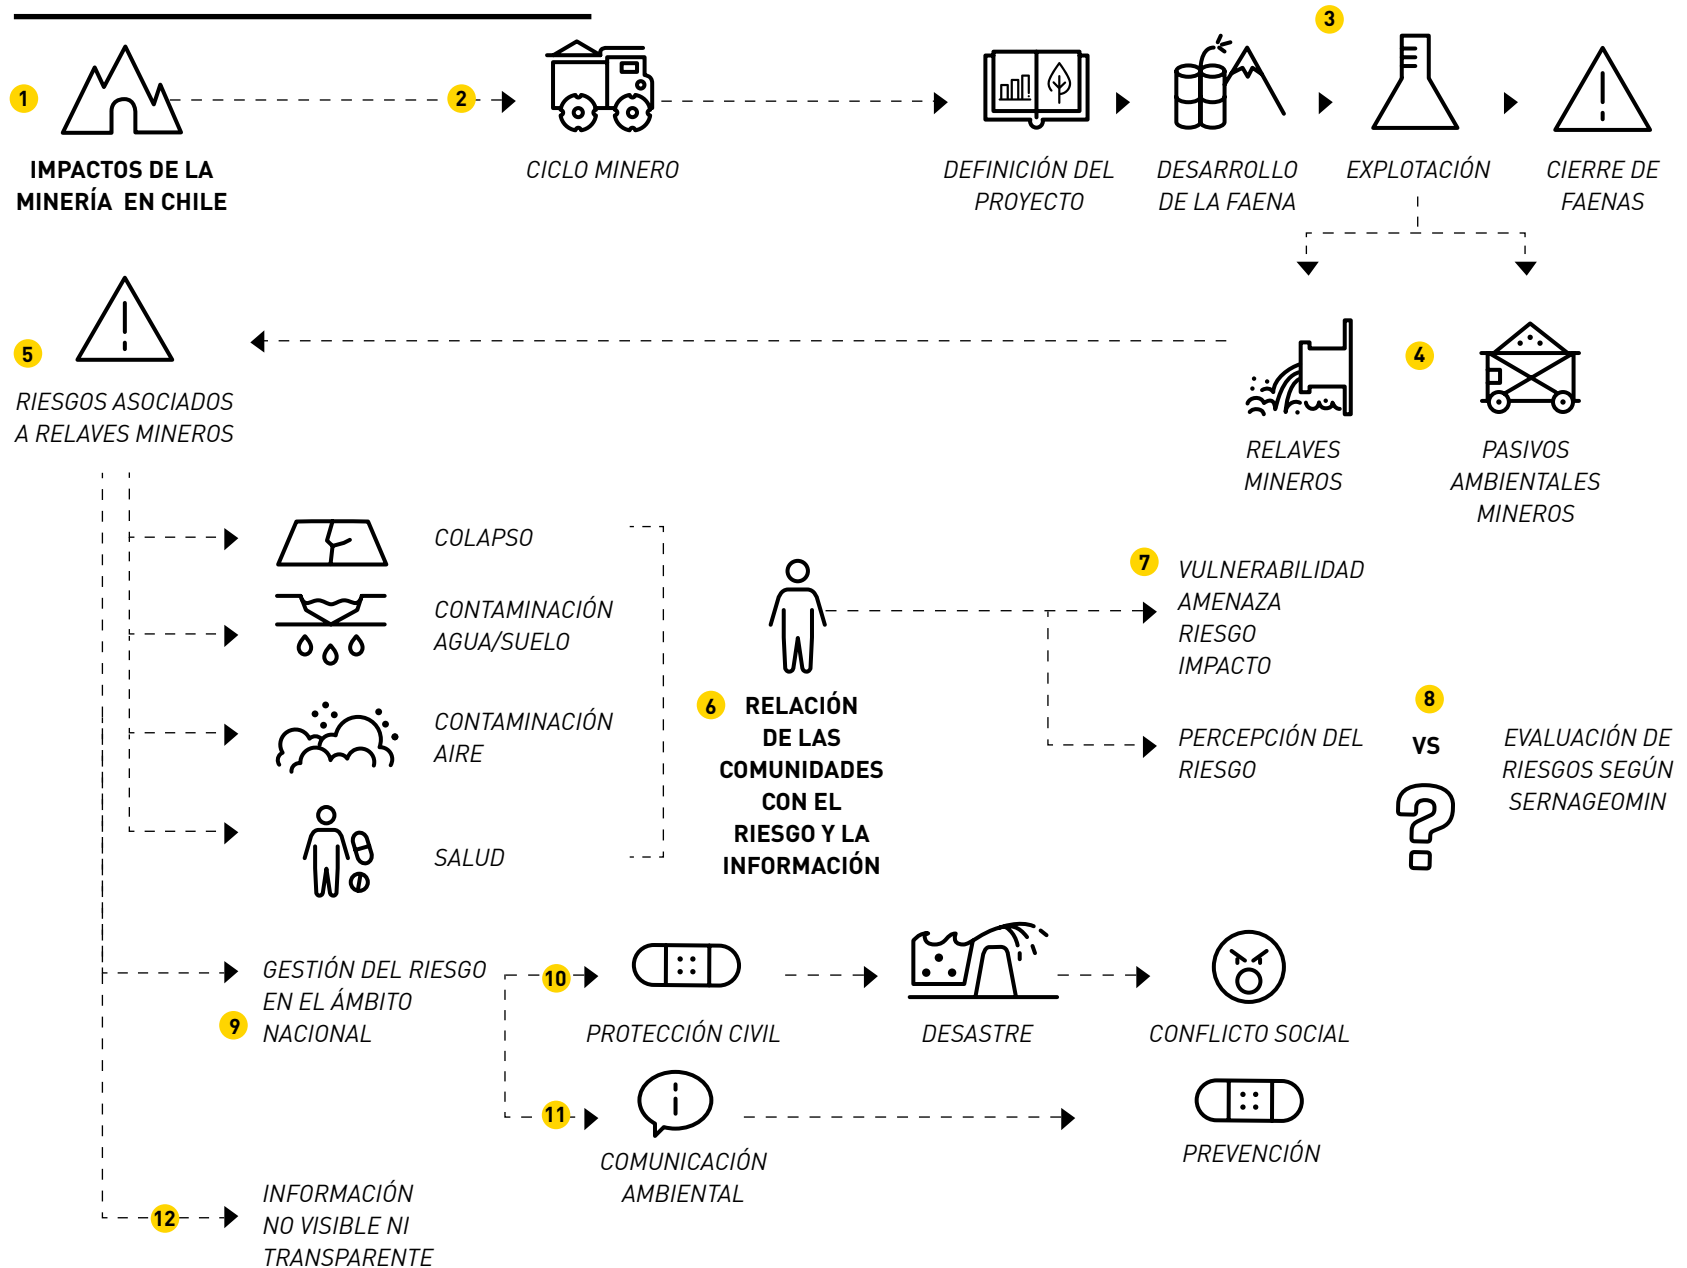 1
IMPACTOS DE LA
MINERÍA EN CHILE
2
CICLO MINERO
DEFINICIÓN DEL
PROYECTO
DESARROLLO
DE LA FAENA
3
EXPLOTACIÓN
CIERRE DE
FAENAS
RELAVES
MINEROS
4
PASIVOS
AMBIENTALES
MINEROS
5
RIESGOS ASOCIADOS
A RELAVES MINEROS
COLAPSO
CONTAMINACIÓN
AGUA/SUELO
CONTAMINACIÓN
AIRE
SALUD
6
RELACIÓN
DE LAS
COMUNIDADES
CON EL
RIESGO Y LA
INFORMACIÓN
7
VULNERABILIDAD
AMENAZA
RIESGO
IMPACTO
PERCEPCIÓN DEL
RIESGO
8
VS
?
EVALUACIÓN DE
RIESGOS SEGÚN
SERNAGEOMIN
9
GESTIÓN DEL RIESGO
EN EL ÁMBITO
NACIONAL
10
PROTECCIÓN CIVIL
DESASTRE
CONFLICTO SOCIAL
11
COMUNICACIÓN
AMBIENTAL
PREVENCIÓN
12
INFORMACIÓN
NO VISIBLE NI
TRANSPARENTE